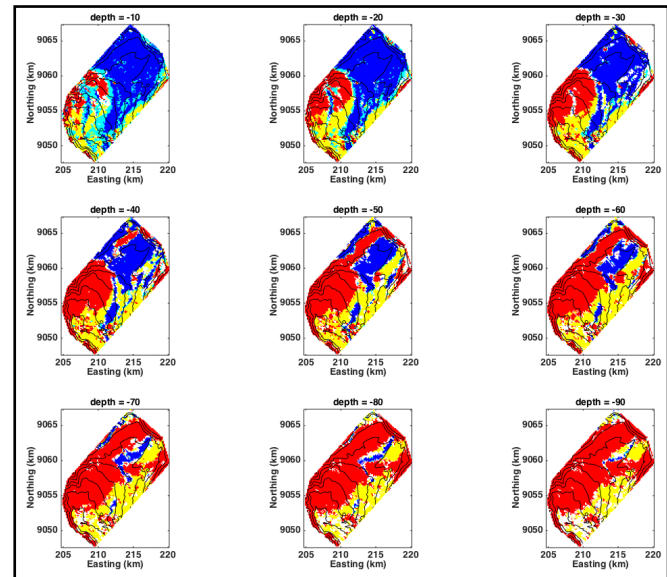 depth = -10
depth = -20
depth = -30
9065
9060
9055
9050
Northing (km)
205 210 215 220
Easting (km)
9065
9060
9055
9050
Northing (km)
205 210 215 220
Easting (km)
9065
9060
9055
9050
Northing (km)
205 210 215 220
Easting (km)
depth = -40
depth = -50
depth = -60
9065
9060
9055
9050
Northing (km)
205 210 215 220
Easting (km)
9065
9060
9055
9050
Northing (km)
205 210 215 220
Easting (km)
9065
9060
9055
9050
Northing (km)
205 210 215 220
Easting (km)
depth = -70
depth = -80
depth = -90
9065
9060
9055
9050
Northing (km)
205 210 215 220
Easting (km)
9065
9060
9055
9050
Northing (km)
205 210 215 220
Easting (km)
9065
9060
9055
9050
Northing (km)
205 210 215 220
Easting (km)